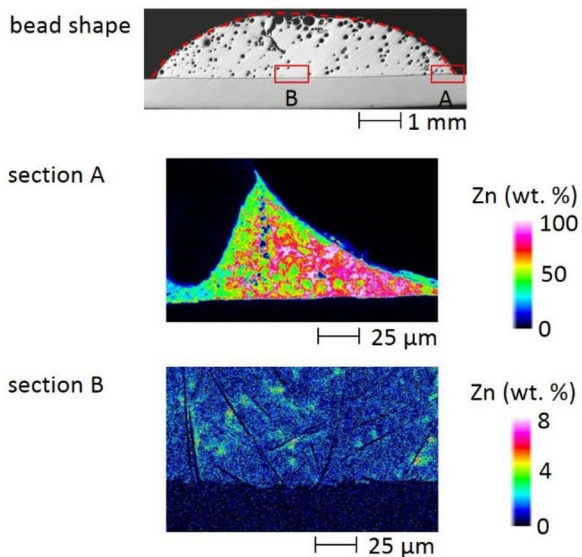 bead shape
B
A
1 mm
section A
Zn (wt. %)
100
50
0
25 µm
section B
Zn (wt. %)
8
4
0
25 µm